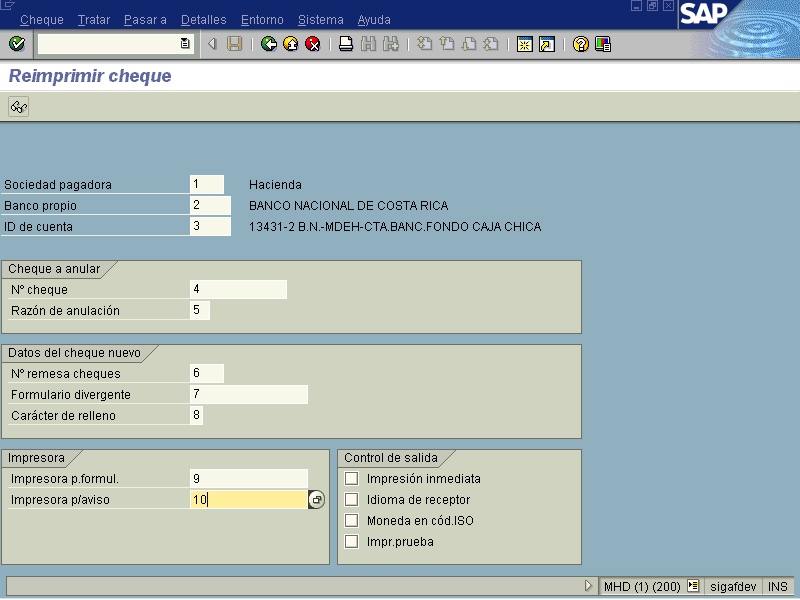 Cheque Tratar Pasar a Detalles Entorno Sistema Ayuda
SAP
Reimprimir cheque
Sociedad pagadora 1 Hacienda
Banco propio 2 BANCO NACIONAL DE COSTA RICA
ID de cuenta 3 13431-2 B.N.-MDEH-CTA.BANC.FONDO CAJA CHICA
Cheque a anular
Nº cheque 4
Razón de anulación 5
Datos del cheque nuevo
Nº remesa cheques 6
Formulario divergente 7
Carácter de relleno 8
Impresora
Impresora p.formul. 9
Impresora p/aviso 10
Control de salida
Impresión inmediata
Idioma de receptor
Moneda en cód.ISO
Impr.prueba
MHD (1) (200) sigafdev INS